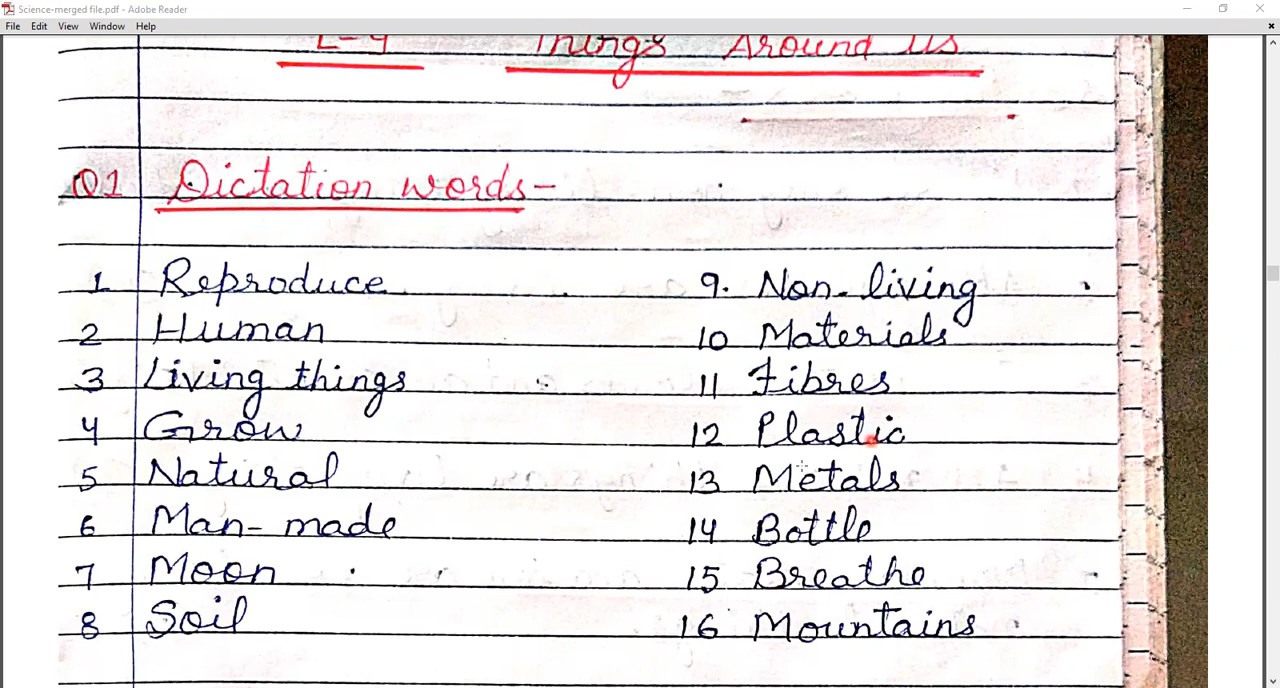 Science-merged file.pdf - Adobe Reader
File Edit View Window Help
L-4 Things Around Us
Q1 Dictation words-
1 Reproduce 9. Non-living
2 Human 10 Materials
3 Living things 11 Fibres
4 Grow 12 Plastic
5 Natural 13 Metals
6 Man-made 14 Bottle
7 Moon 15 Breathe
8 Soil 16 Mountains